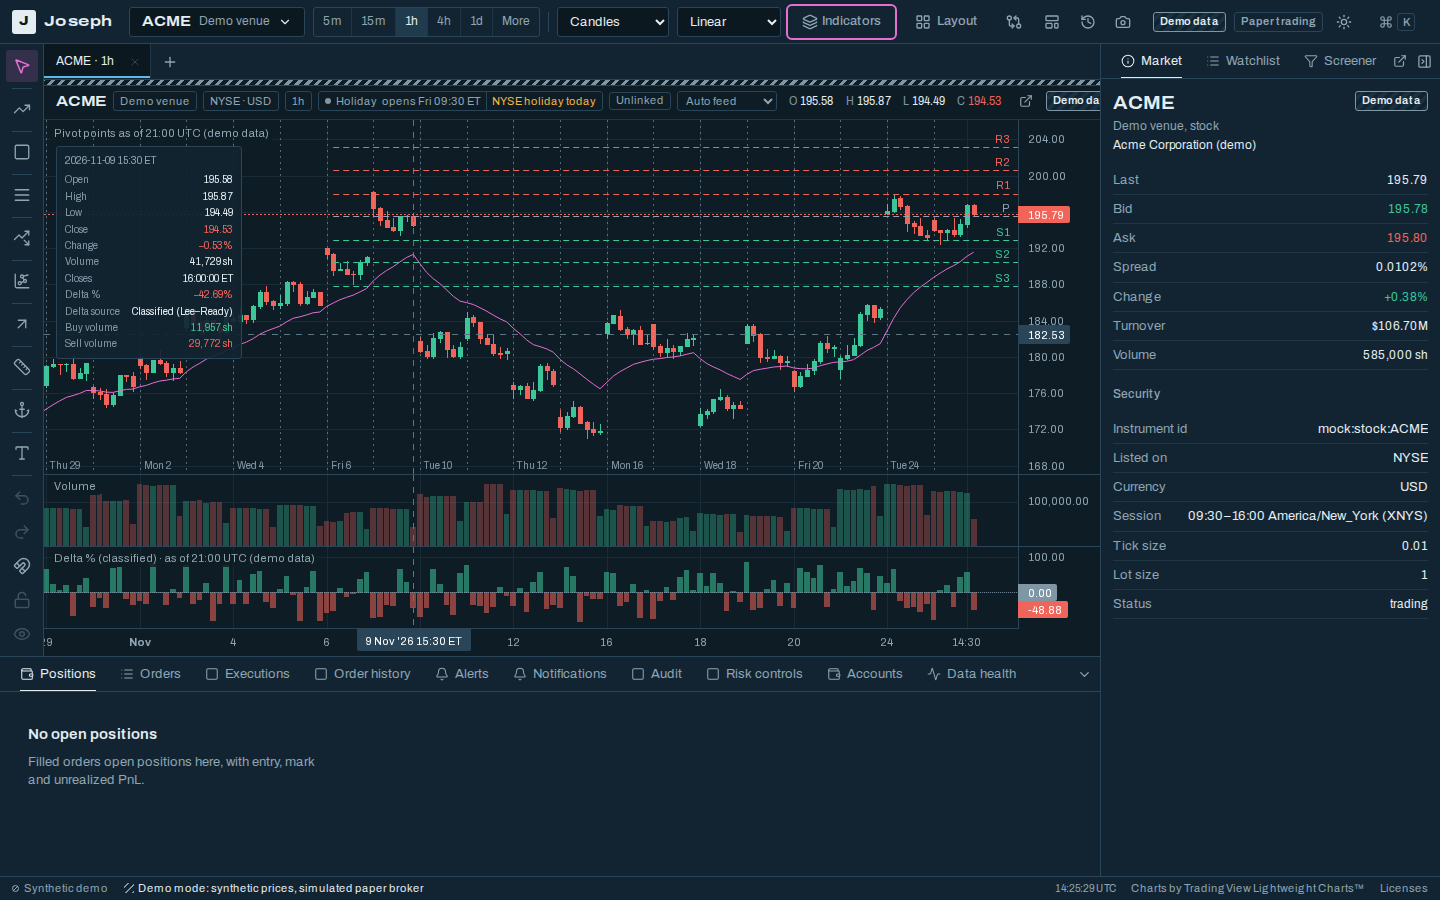 J Joseph ACME Demo venue 5m 15m 1h 4h 1d More Candles Linear Indicators Layout Demo data Paper trading ⌘ K
ACME · 1h
Market Watchlist Screener
ACME Demo venue NYSE · USD 1h Holiday opens Fri 09:30 ET NYSE holiday today Unlinked Auto feed O 195.58 H 195.87 L 194.49 C 194.53 Demo da
Pivot points as of 21:00 UTC (demo data)
2026-11-09 15:30 ET
Open 195.58
High 195.87
Low 194.49
Close 194.53
Change −0.53%
Volume 41,729 sh
Closes 16:00:00 ET
Delta % −42.69%
Delta source Classified (Lee–Ready)
Buy volume 11,957 sh
Sell volume 29,772 sh
R3
R2
R1
P
S1
S2
S3
204.00
200.00
195.79
192.00
188.00
184.00
182.53
180.00
176.00
172.00
168.00
Thu 29 Mon 2 Wed 4 Fri 6 Tue 10 Thu 12 Mon 16 Wed 18 Fri 20 Tue 24
Volume
100,000.00
Delta % (classified) · as of 21:00 UTC (demo data)
100.00
0.00
-48.88
29 Nov 4 6 9 Nov '26 15:30 ET 12 16 18 20 24 14:30
ACME Demo data
Demo venue, stock
Acme Corporation (demo)
Last 195.79
Bid 195.78
Ask 195.80
Spread 0.0102%
Change +0.38%
Turnover $106.70M
Volume 585,000 sh
Security
Instrument id mock:stock:ACME
Listed on NYSE
Currency USD
Session 09:30–16:00 America/New_York (XNYS)
Tick size 0.01
Lot size 1
Status trading
Positions Orders Executions Order history Alerts Notifications Audit Risk controls Accounts Data health
No open positions
Filled orders open positions here, with entry, mark
and unrealized PnL.
Synthetic demo Demo mode: synthetic prices, simulated paper broker 14:25:29 UTC Charts by TradingView Lightweight Charts™ Licenses